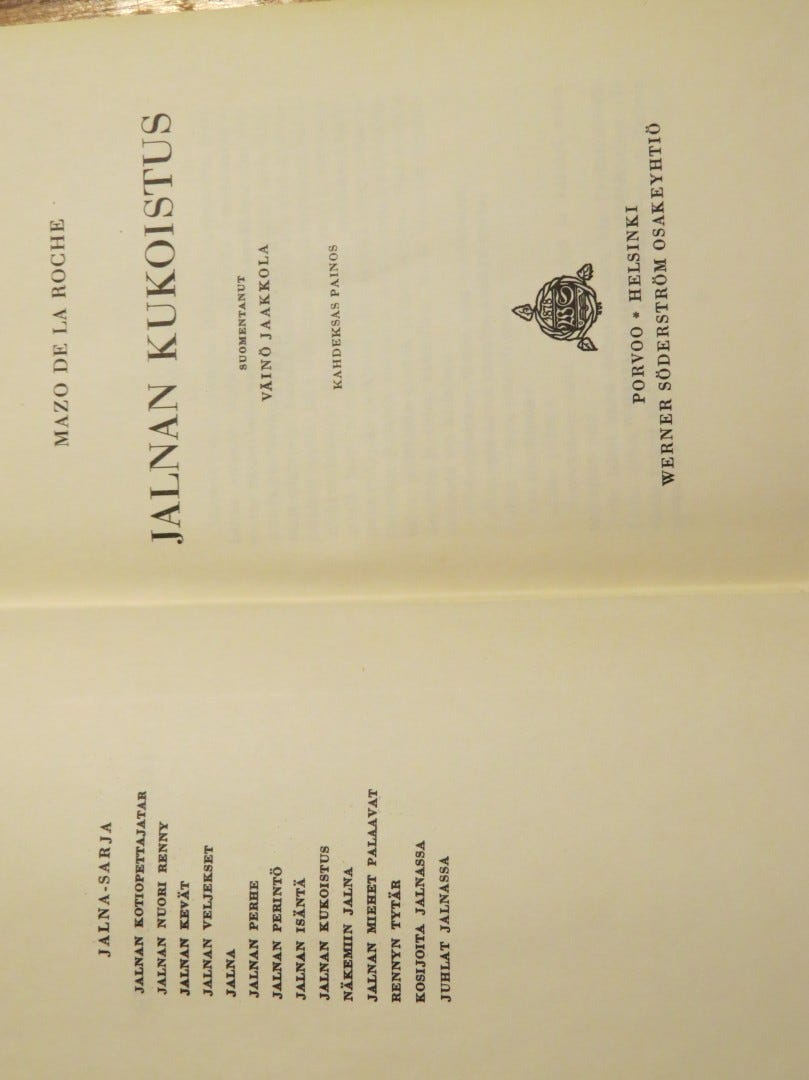 JALNA-SARJA
JALNAN KOTIOPETTAJATAR
JALNAN NUORI RENNY
JALNAN KEVÄT
JALNAN VELJEKSET
JALNA
JALNAN PERHE
JALNAN PERINTÖ
JALNAN ISÄNTÄ
JALNAN KUKOISTUS
NÄKEMIIN JALNA
JALNAN MIEHET PALAAVAT
RENNYN TYTÄR
KOSIJOITA JALNASSA
JUHLAT JALNASSA
MAZO DE LA ROCHE
JALNAN KUKOISTUS
SUOMENTANUT
VÄINÖ JAAKKOLA
KAHDEKSAS PAINOS
1878
WS
PORVOO * HELSINKI
WERNER SÖDERSTRÖM OSAKEYHTIÖ